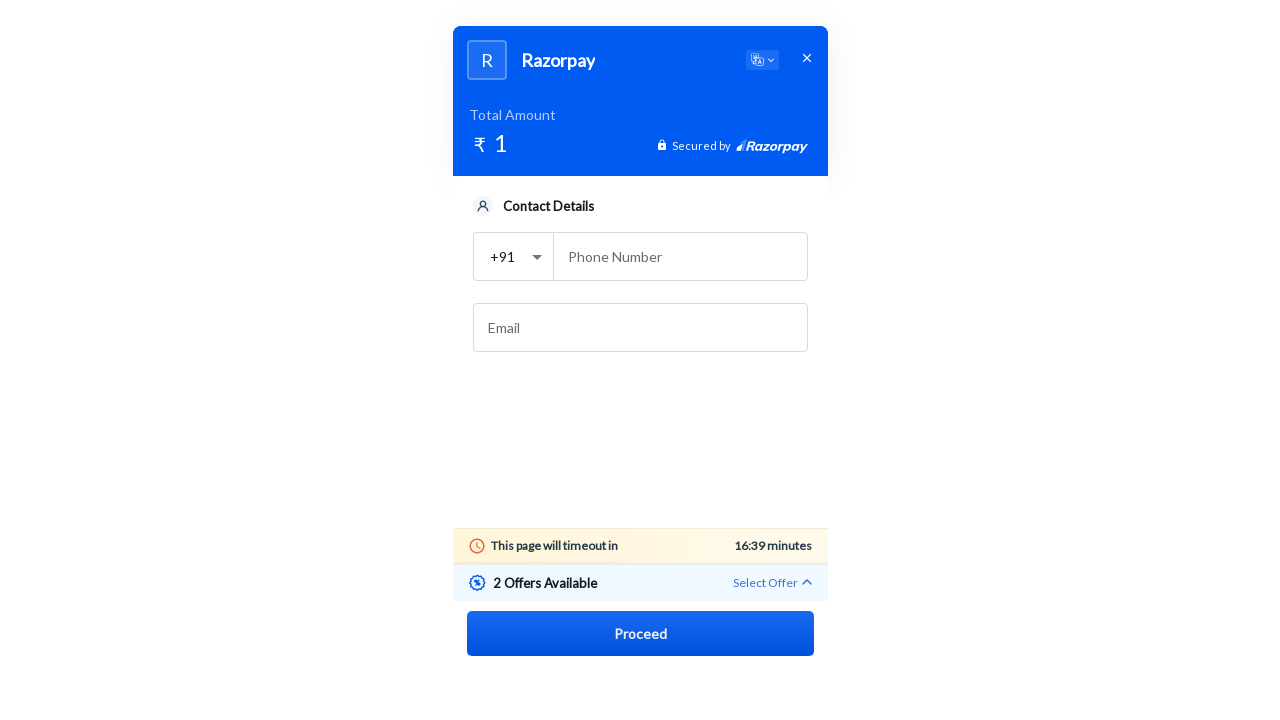 R
Razorpay
Total Amount
₹ 1
Secured by Razorpay
Contact Details
+91
Phone Number
Email
This page will timeout in 16:39 minutes
2 Offers Available Select Offer
Proceed